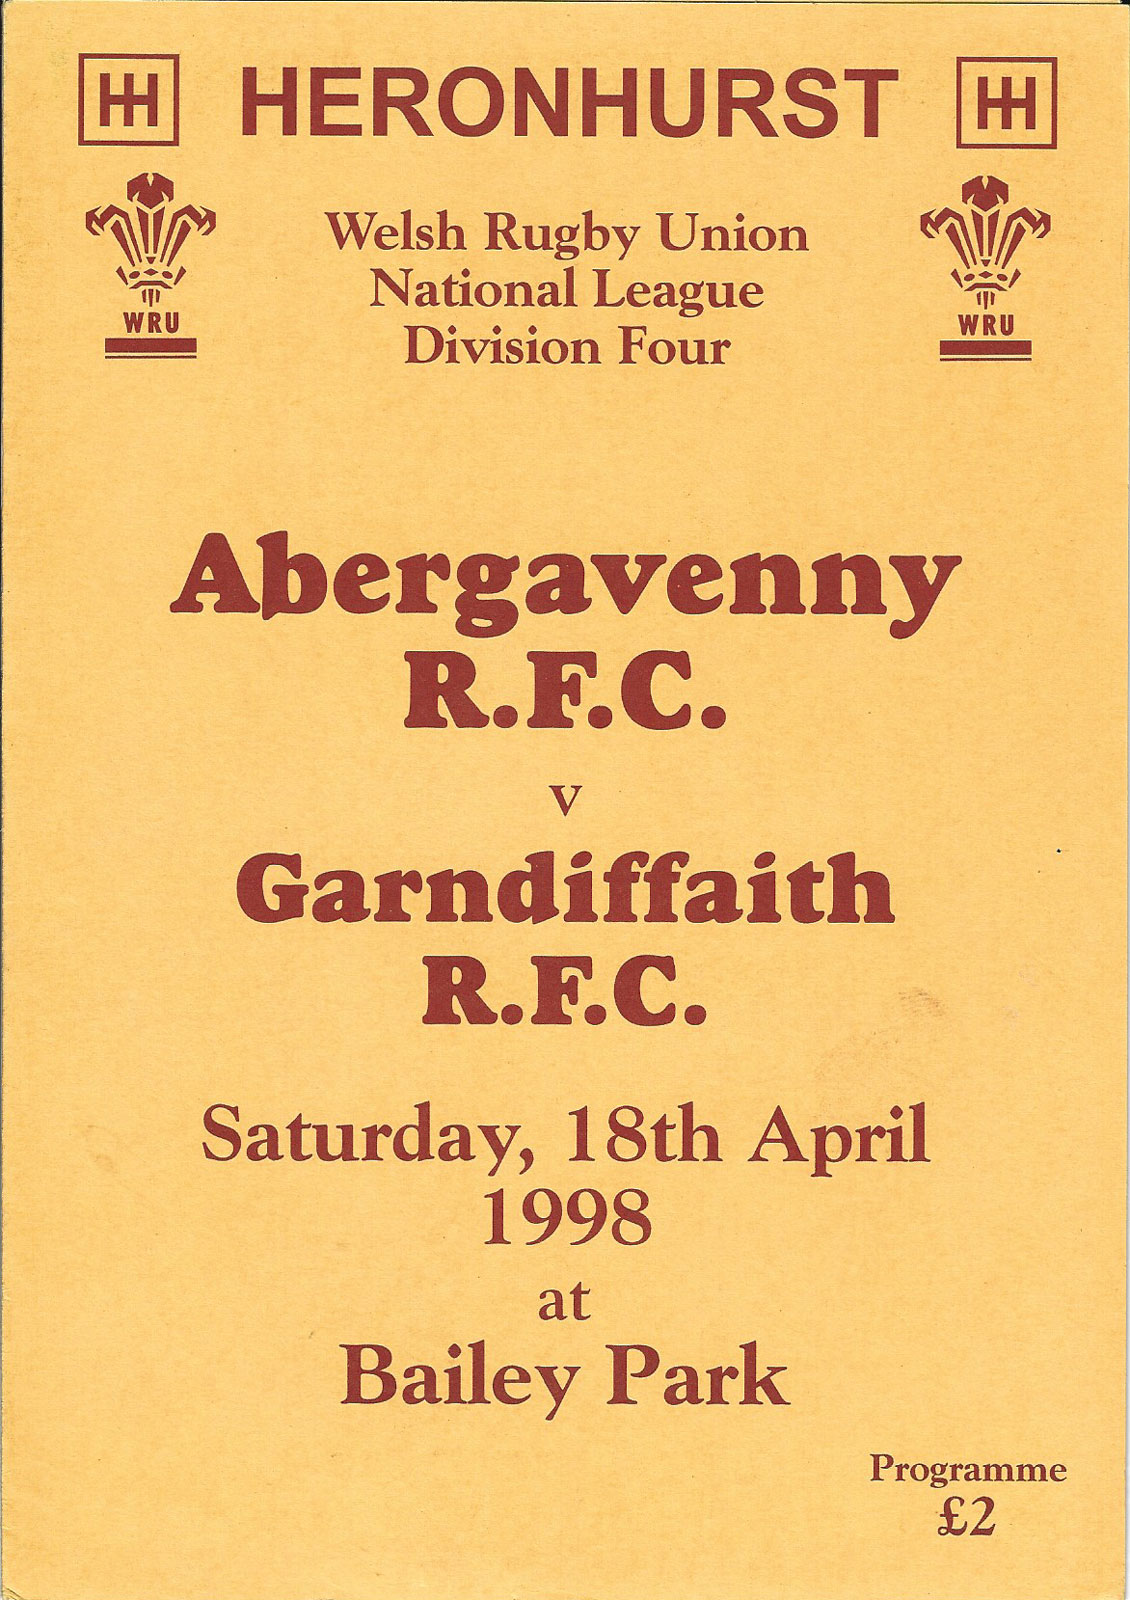 HH HERONHURST HH
Welsh Rugby Union
WRU National League WRU
Division Four
Abergavenny
R.F.C.
v
Garndiffaith
R.F.C.
Saturday, 18th April
1998
at
Bailey Park
Programme
£2